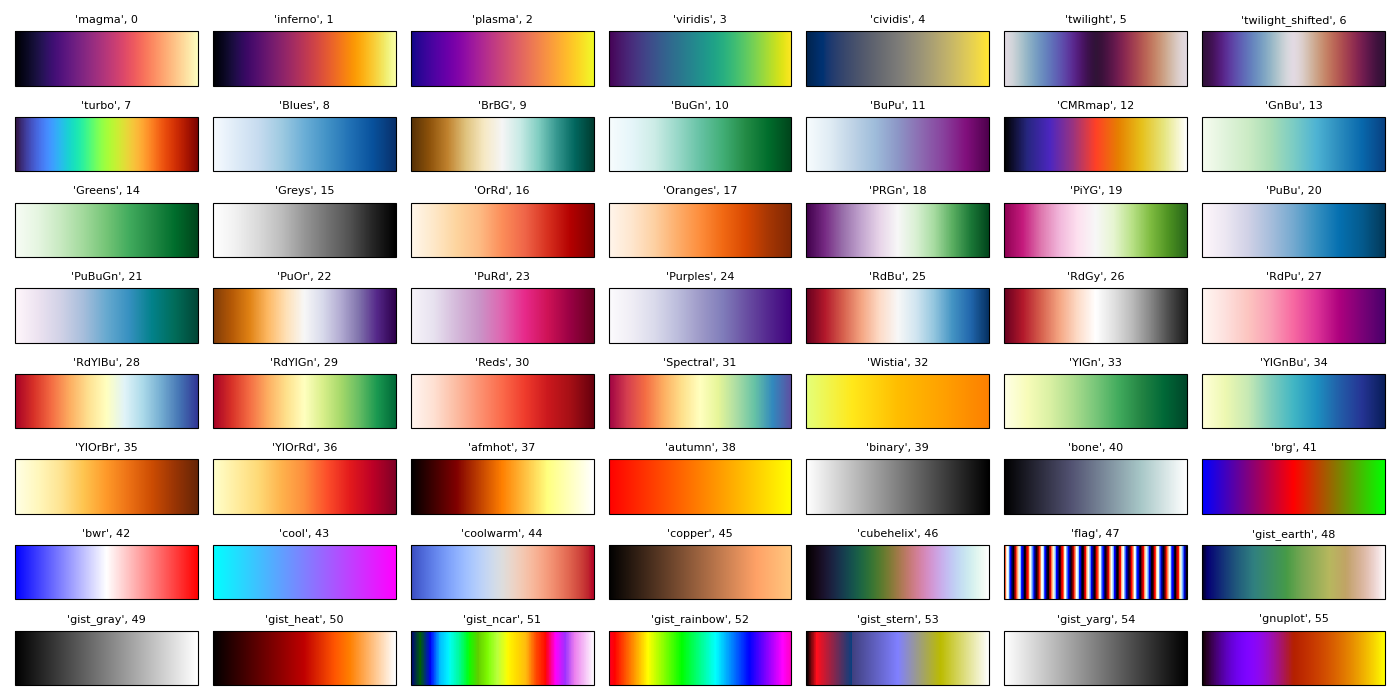 'magma', 0 'inferno', 1 'plasma', 2 'viridis', 3 'cividis', 4 'twilight', 5 'twilight_shifted', 6
'turbo', 7 'Blues', 8 'BrBG', 9 'BuGn', 10 'BuPu', 11 'CMRmap', 12 'GnBu', 13
'Greens', 14 'Greys', 15 'OrRd', 16 'Oranges', 17 'PRGn', 18 'PiYG', 19 'PuBu', 20
'PuBuGn', 21 'PuOr', 22 'PuRd', 23 'Purples', 24 'RdBu', 25 'RdGy', 26 'RdPu', 27
'RdYlBu', 28 'RdYlGn', 29 'Reds', 30 'Spectral', 31 'Wistia', 32 'YlGn', 33 'YlGnBu', 34
'YlOrBr', 35 'YlOrRd', 36 'afmhot', 37 'autumn', 38 'binary', 39 'bone', 40 'brg', 41
'bwr', 42 'cool', 43 'coolwarm', 44 'copper', 45 'cubehelix', 46 'flag', 47 'gist_earth', 48
'gist_gray', 49 'gist_heat', 50 'gist_ncar', 51 'gist_rainbow', 52 'gist_stern', 53 'gist_yarg', 54 'gnuplot', 55